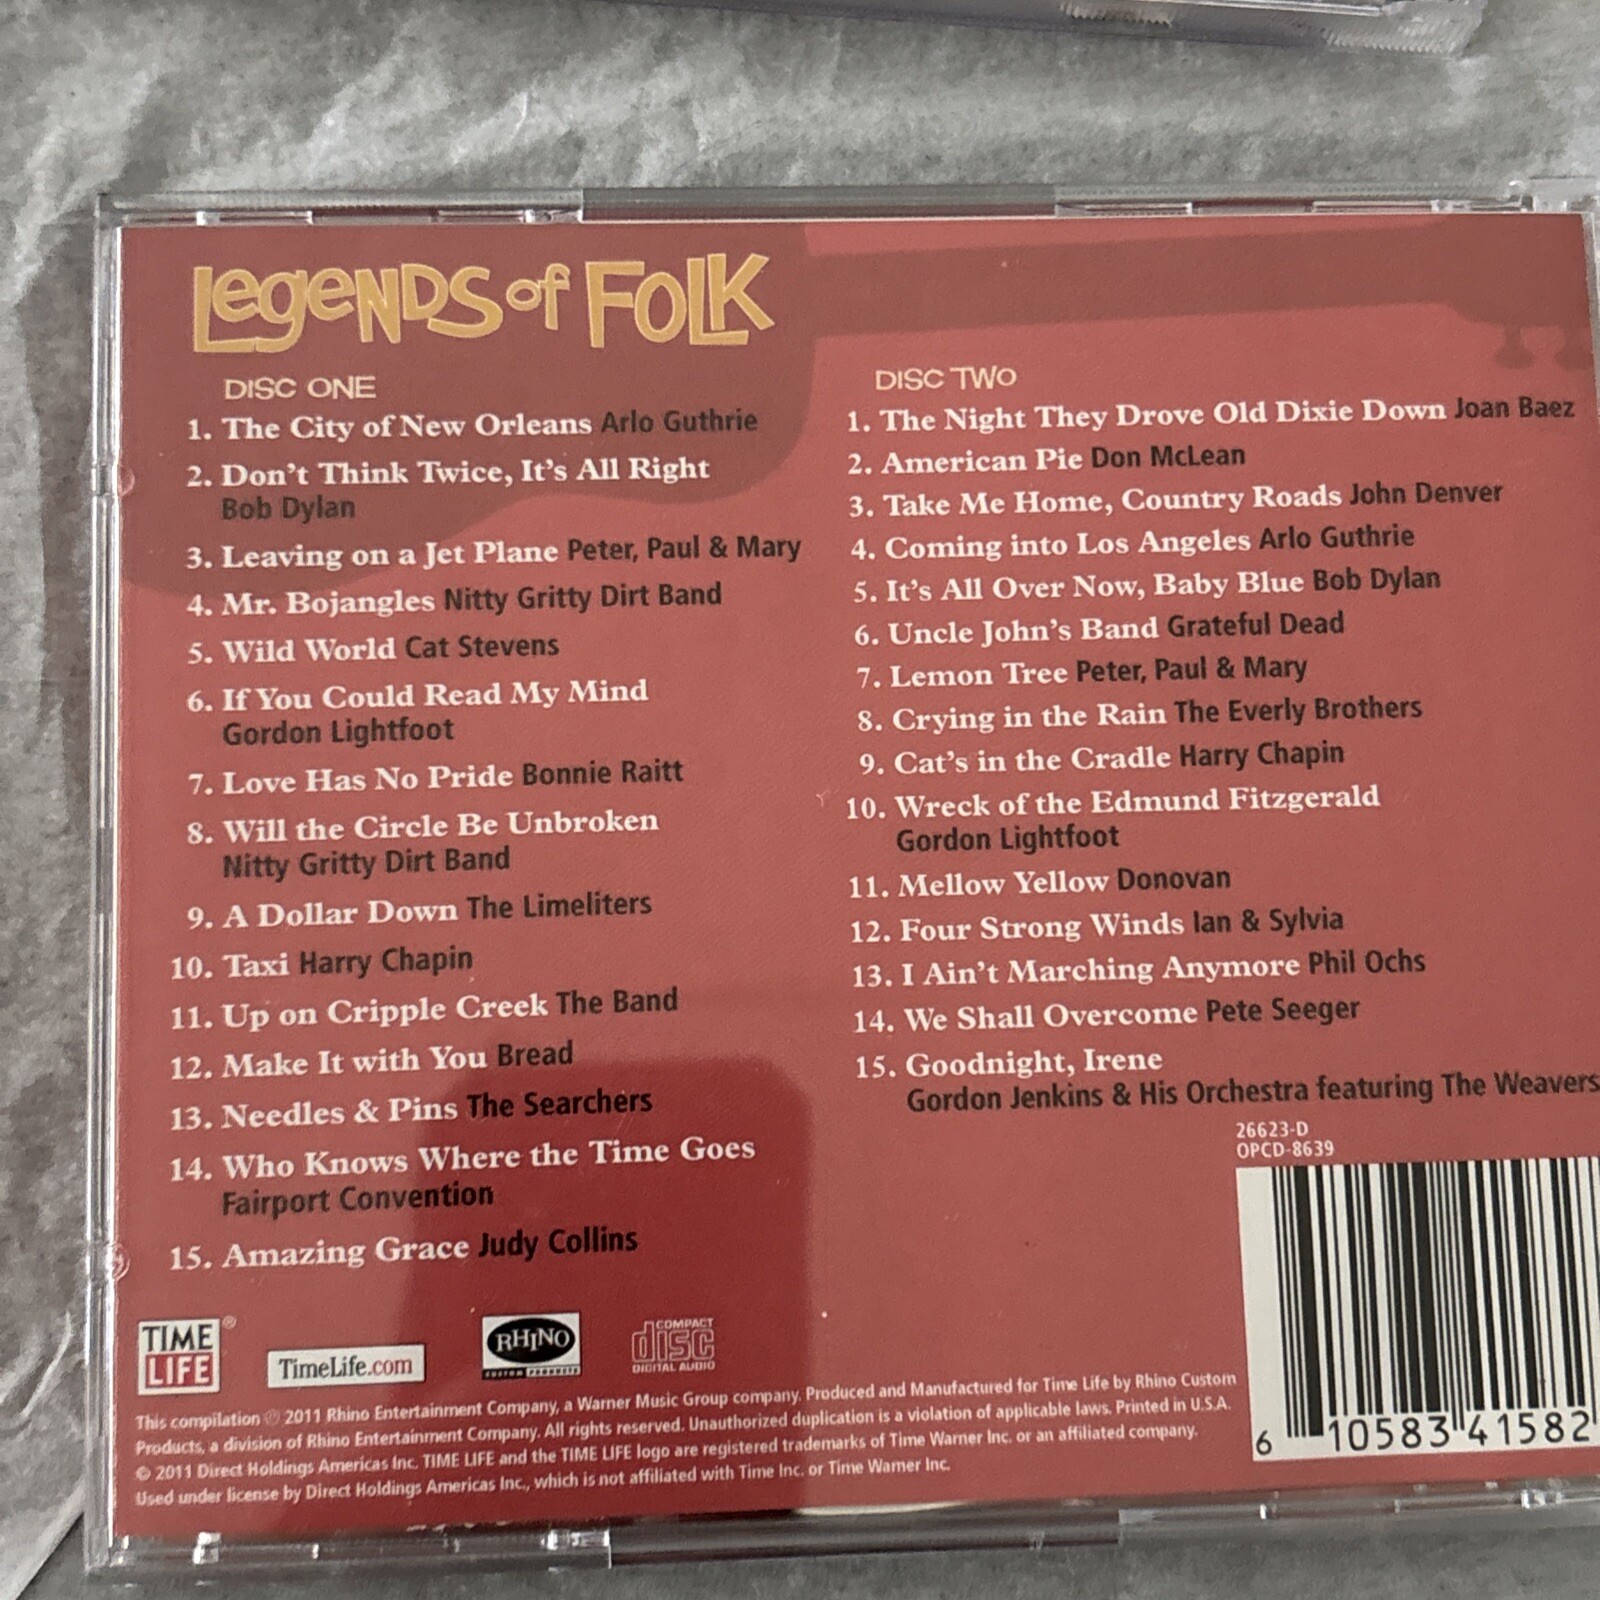 Legends of Folk
DISC ONE
1. The City of New Orleans Arlo Guthrie
2. Don't Think Twice, It's All Right
Bob Dylan
3. Leaving on a Jet Plane Peter, Paul & Mary
4. Mr. Bojangles Nitty Gritty Dirt Band
5. Wild World Cat Stevens
6. If You Could Read My Mind
Gordon Lightfoot
7. Love Has No Pride Bonnie Raitt
8. Will the Circle Be Unbroken
Nitty Gritty Dirt Band
9. A Dollar Down The Limeliters
10. Taxi Harry Chapin
11. Up on Cripple Creek The Band
12. Make It with You Bread
13. Needles & Pins The Searchers
14. Who Knows Where the Time Goes
Fairport Convention
15. Amazing Grace Judy Collins
DISC TWO
1. The Night They Drove Old Dixie Down Joan Baez
2. American Pie Don McLean
3. Take Me Home, Country Roads John Denver
4. Coming into Los Angeles Arlo Guthrie
5. It's All Over Now, Baby Blue Bob Dylan
6. Uncle John's Band Grateful Dead
7. Lemon Tree Peter, Paul & Mary
8. Crying in the Rain The Everly Brothers
9. Cat's in the Cradle Harry Chapin
10. Wreck of the Edmund Fitzgerald
Gordon Lightfoot
11. Mellow Yellow Donovan
12. Four Strong Winds Ian & Sylvia
13. I Ain't Marching Anymore Phil Ochs
14. We Shall Overcome Pete Seeger
15. Goodnight, Irene
Gordon Jenkins & His Orchestra featuring The Weavers
26623-D
OPCD-8639
TIME ®
LIFE
TimeLife.com
RHINO
CUSTOM PRODUCTS
COMPACT
disc
DIGITAL AUDIO
This compilation ℗ 2011 Rhino Entertainment Company, a Warner Music Group company. Produced and Manufactured for Time Life by Rhino Custom
Products, a division of Rhino Entertainment Company. All rights reserved. Unauthorized duplication is a violation of applicable laws. Printed in U.S.A.
© 2011 Direct Holdings Americas Inc. TIME LIFE and the TIME LIFE logo are registered trademarks of Time Warner Inc. or an affiliated company.
Used under license by Direct Holdings Americas Inc., which is not affiliated with Time Inc. or Time Warner Inc.
6 10583 41582